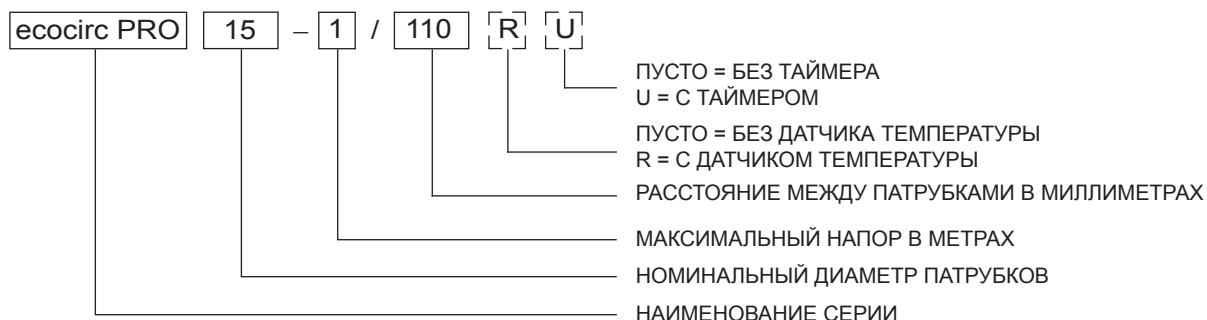 ecocirc PRO 15 – 1 / 110 R U
ПУСТО = БЕЗ ТАЙМЕРА
U = С ТАЙМЕРОМ
ПУСТО = БЕЗ ДАТЧИКА ТЕМПЕРАТУРЫ
R = С ДАТЧИКОМ ТЕМПЕРАТУРЫ
РАССТОЯНИЕ МЕЖДУ ПАТРУБКАМИ В МИЛЛИМЕТРАХ
МАКСИМАЛЬНЫЙ НАПОР В МЕТРАХ
НОМИНАЛЬНЫЙ ДИАМЕТР ПАТРУБКОВ
НАИМЕНОВАНИЕ СЕРИИ